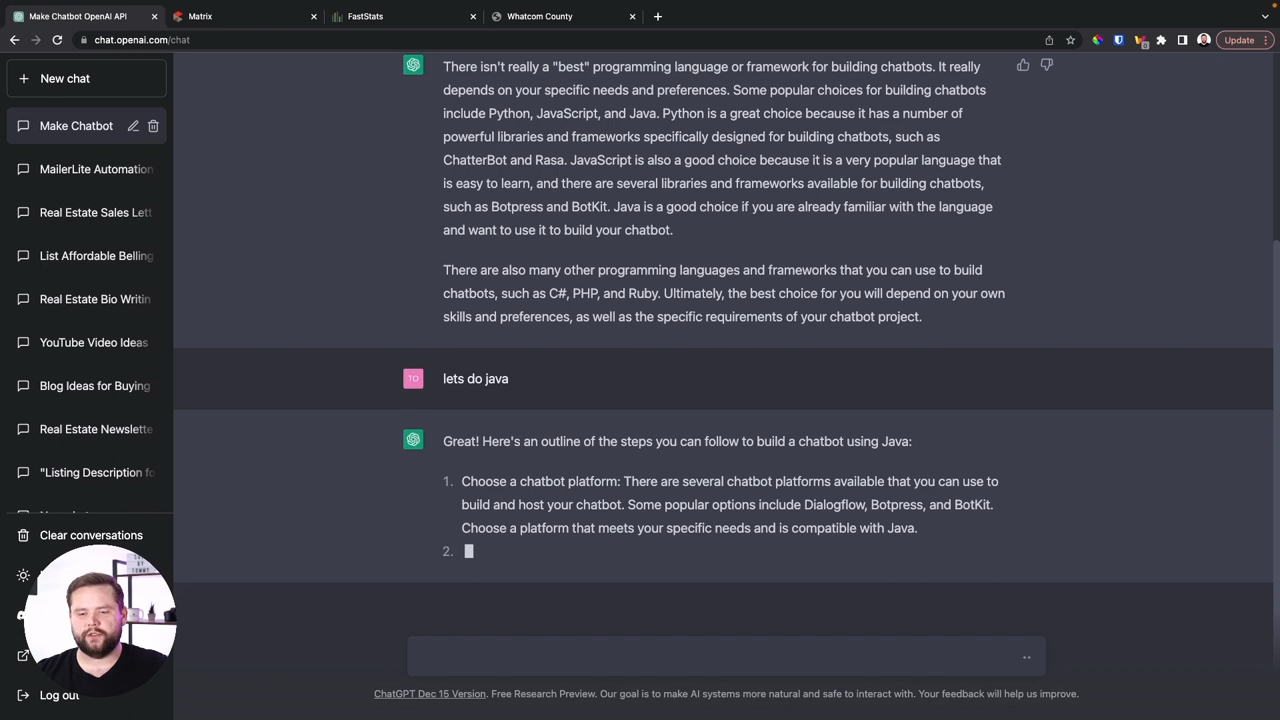 Make Chatbot OpenAI API
Matrix
FastStats
Whatcom County
chat.openai.com/chat
Update
New chat
Make Chatbot
MailerLite Automation
Real Estate Sales Lett
List Affordable Belling
Real Estate Bio Writin
YouTube Video Ideas
Blog Ideas for Buying
Real Estate Newslette
"Listing Description fo
Clear conversations
Log out
There isn't really a "best" programming language or framework for building chatbots. It really
depends on your specific needs and preferences. Some popular choices for building chatbots
include Python, JavaScript, and Java. Python is a great choice because it has a number of
powerful libraries and frameworks specifically designed for building chatbots, such as
ChatterBot and Rasa. JavaScript is also a good choice because it is a very popular language that
is easy to learn, and there are several libraries and frameworks available for building chatbots,
such as Botpress and BotKit. Java is a good choice if you are already familiar with the language
and want to use it to build your chatbot.
There are also many other programming languages and frameworks that you can use to build
chatbots, such as C#, PHP, and Ruby. Ultimately, the best choice for you will depend on your own
skills and preferences, as well as the specific requirements of your chatbot project.
TO
lets do java
Great! Here's an outline of the steps you can follow to build a chatbot using Java:
1. Choose a chatbot platform: There are several chatbot platforms available that you can use to
build and host your chatbot. Some popular options include Dialogflow, Botpress, and BotKit.
Choose a platform that meets your specific needs and is compatible with Java.
2.
ChatGPT Dec 15 Version. Free Research Preview. Our goal is to make AI systems more natural and safe to interact with. Your feedback will help us improve.